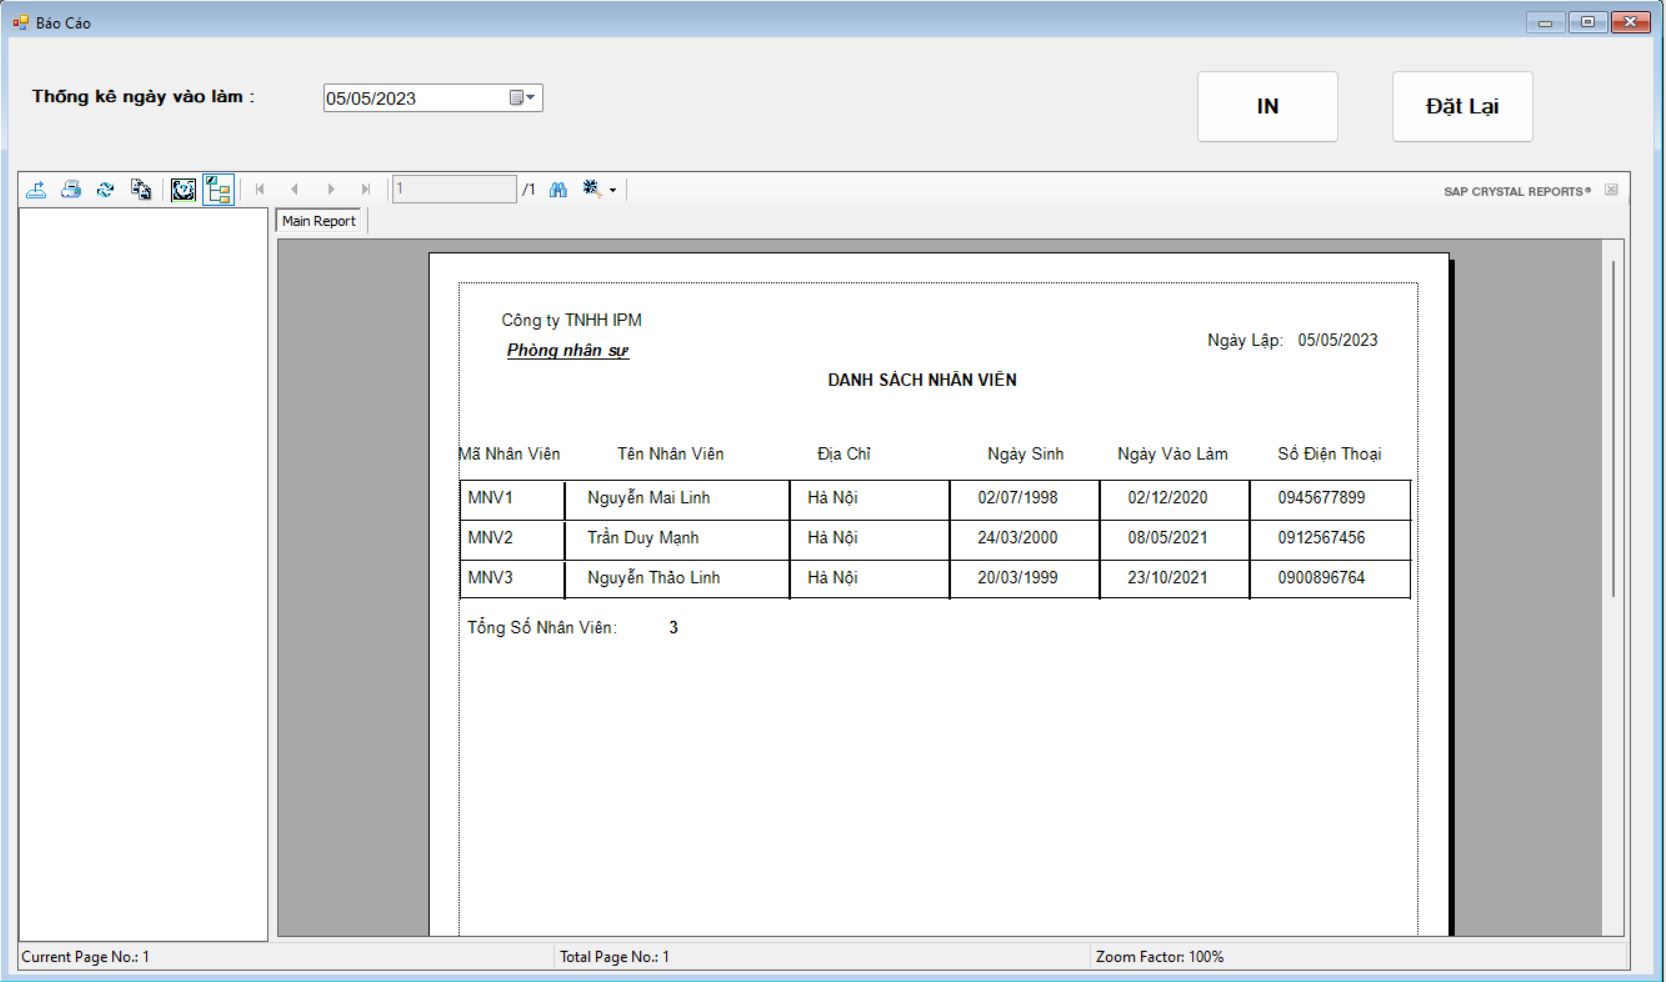 Báo Cáo
Thống kê ngày vào làm :
05/05/2023
IN
Đặt Lại
1
/1
SAP CRYSTAL REPORTS®
Main Report
Công ty TNHH IPM
Phòng nhân sự
Ngày Lập: 05/05/2023
DANH SÁCH NHÂN VIÊN
Mã Nhân Viên Tên Nhân Viên Địa Chỉ Ngày Sinh Ngày Vào Làm Số Điện Thoại
MNV1 Nguyễn Mai Linh Hà Nội 02/07/1998 02/12/2020 0945677899
MNV2 Trần Duy Mạnh Hà Nội 24/03/2000 08/05/2021 0912567456
MNV3 Nguyễn Thảo Linh Hà Nội 20/03/1999 23/10/2021 0900896764
Tổng Số Nhân Viên: 3
Current Page No.: 1 Total Page No.: 1 Zoom Factor: 100%